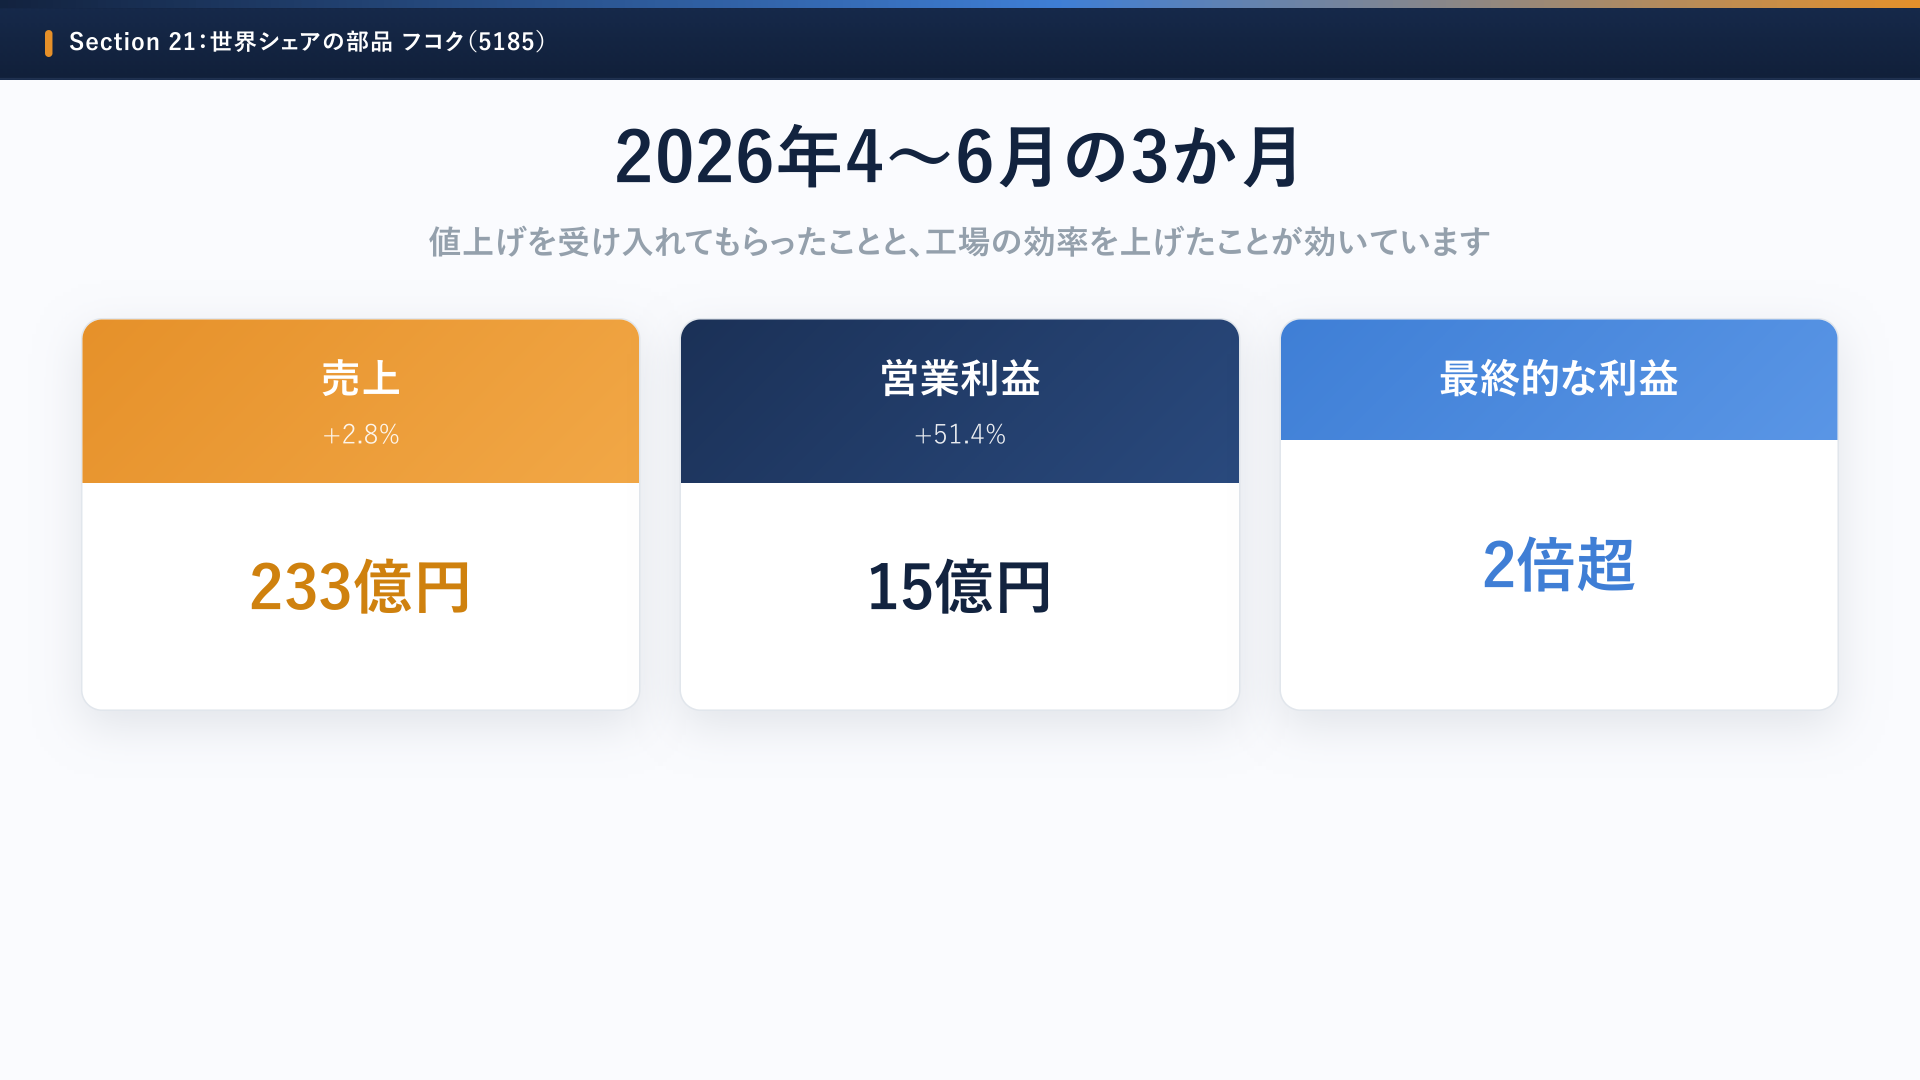 Section 21：世界シェアの部品 フコク（5185）
2026年4〜6月の3か月
値上げを受け入れてもらったことと、工場の効率を上げたことが効いています
売上
+2.8%
233億円
営業利益
+51.4%
15億円
最終的な利益
2倍超